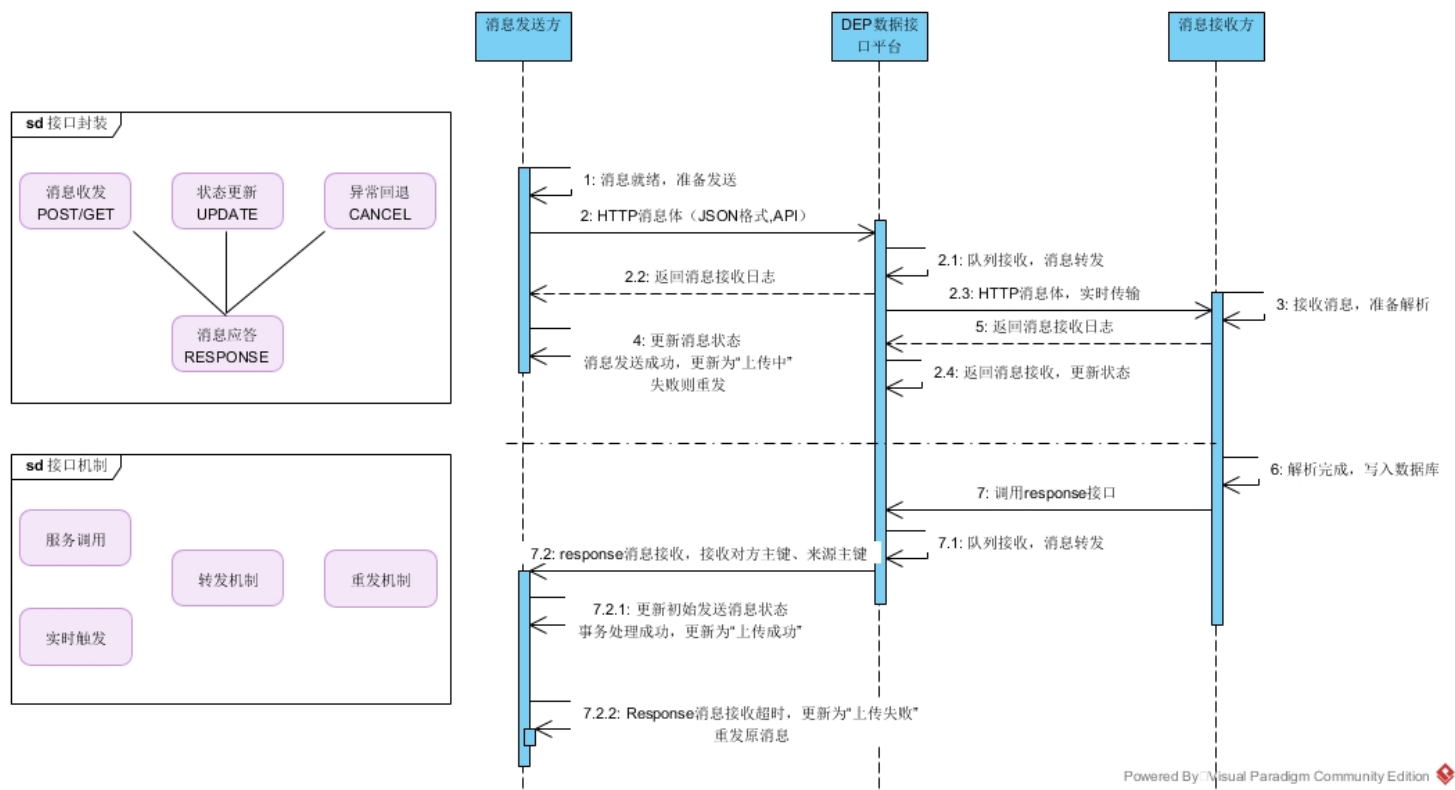 消息发送方
DEP数据接
口平台
消息接收方
sd 接口封装
消息收发
POST/GET
状态更新
UPDATE
异常回退
CANCEL
消息应答
RESPONSE
sd 接口机制
服务调用
转发机制
重发机制
实时触发
1: 消息就绪，准备发送
2: HTTP消息体（JSON格式,API）
2.1: 队列接收，消息转发
2.2: 返回消息接收日志
2.3: HTTP消息体，实时传输
3: 接收消息，准备解析
5: 返回消息接收日志
4: 更新消息状态
消息发送成功，更新为“上传中”
失败则重发
2.4: 返回消息接收，更新状态
6: 解析完成，写入数据库
7: 调用response接口
7.1: 队列接收，消息转发
7.2: response消息接收，接收对方主键、来源主键
7.2.1: 更新初始发送消息状态
事务处理成功，更新为“上传成功”
7.2.2: Response消息接收超时，更新为“上传失败”
重发原消息
Powered By Visual Paradigm Community Edition